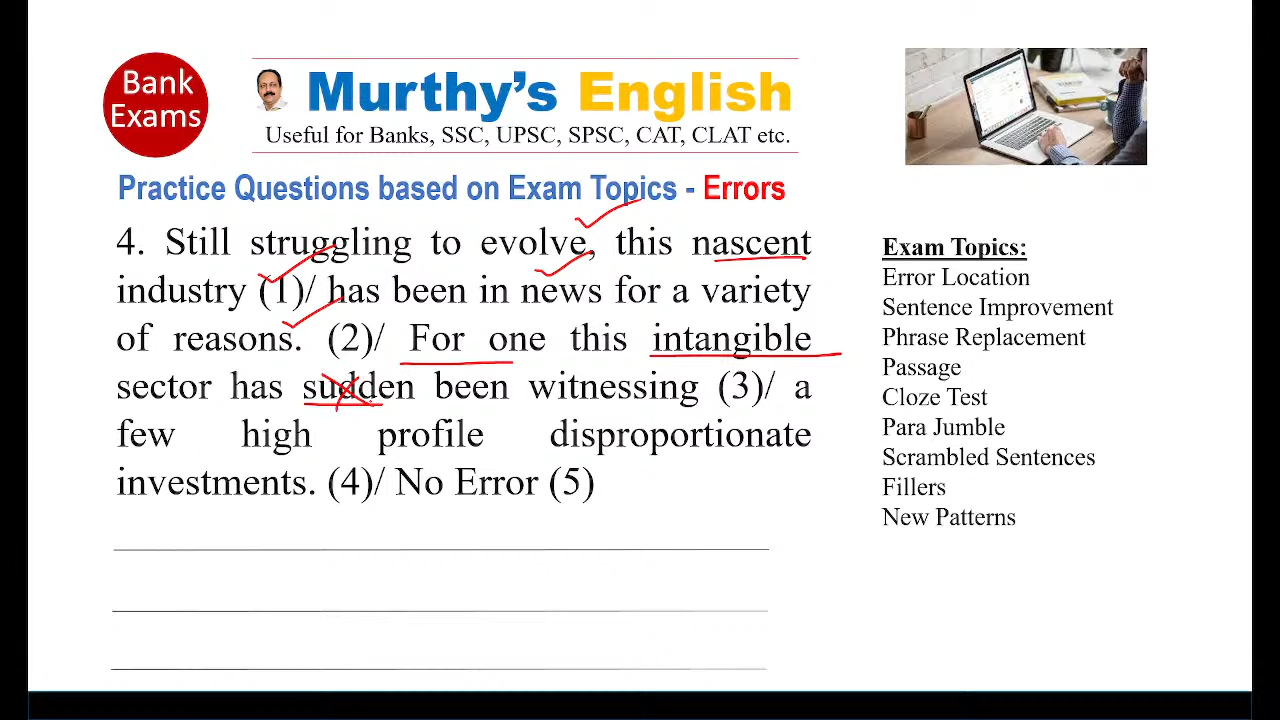 Bank
Exams
Murthy's English
Useful for Banks, SSC, UPSC, SPSC, CAT, CLAT etc.
Practice Questions based on Exam Topics - Errors
4. Still struggling to evolve, this nascent
industry (1)/ has been in news for a variety
of reasons. (2)/ For one this intangible
sector has sudden been witnessing (3)/ a
few high profile disproportionate
investments. (4)/ No Error (5)
Exam Topics:
Error Location
Sentence Improvement
Phrase Replacement
Passage
Cloze Test
Para Jumble
Scrambled Sentences
Fillers
New Patterns